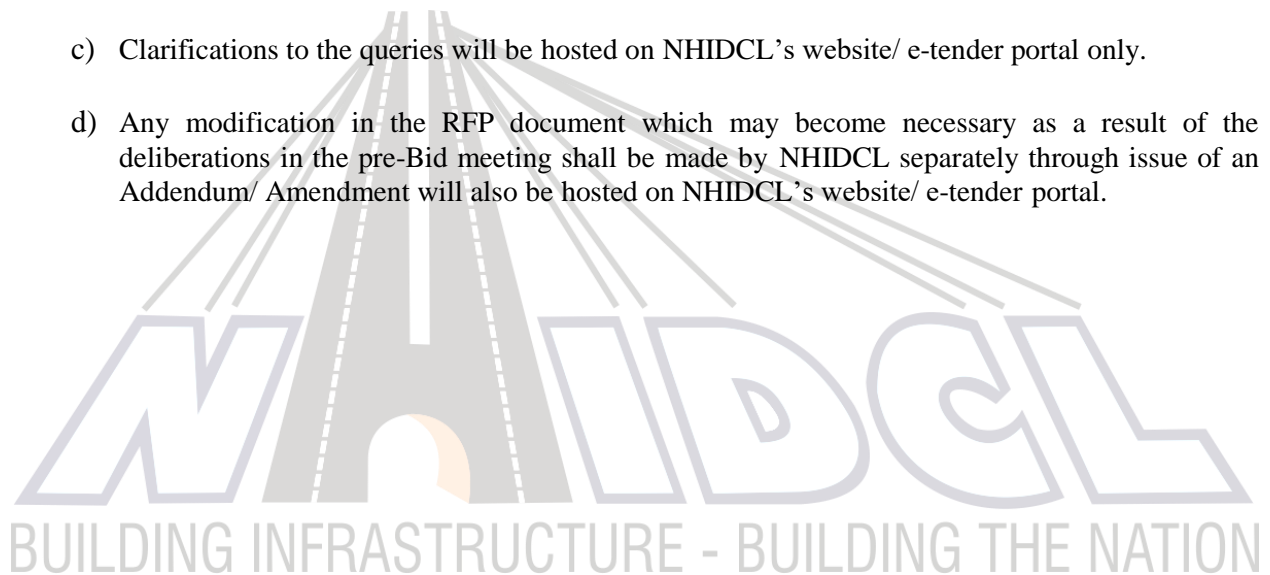 c) Clarifications to the queries will be hosted on NHIDCL’s website/ e-tender portal only.
d) Any modification in the RFP document which may become necessary as a result of the
deliberations in the pre-Bid meeting shall be made by NHIDCL separately through issue of an
Addendum/ Amendment will also be hosted on NHIDCL’s website/ e-tender portal.
NHIDCL
BUILDING INFRASTRUCTURE - BUILDING THE NATION